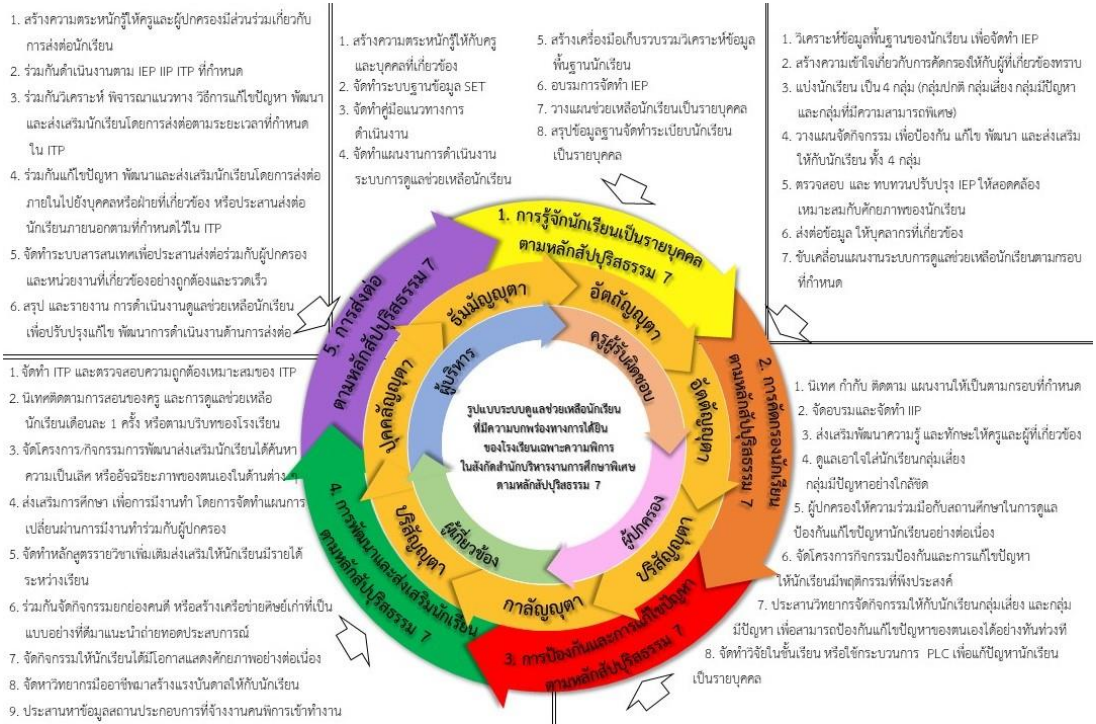 1. สร้างความตระหนักรู้ให้ครูและผู้ปกครองมีส่วนร่วมเกี่ยวกับ
การส่งต่อนักเรียน
2. ร่วมกันดำเนินงานตาม IEP IIP ITP ที่กำหนด
3. ร่วมกันวิเคราะห์ พิจารณาแนวทาง วิธีการแก้ไขปัญหา พัฒนา
และส่งเสริมนักเรียนโดยการส่งต่อตามระยะเวลาที่กำหนด
ใน ITP
4. ร่วมกันแก้ไขปัญหา พัฒนาและส่งเสริมนักเรียนโดยการส่งต่อ
ภายในไปยังบุคคลหรือฝ่ายที่เกี่ยวข้อง หรือประสานส่งต่อ
นักเรียนภายนอกตามที่กำหนดไว้ใน ITP
5. จัดทำระบบสารสนเทศเพื่อประสานส่งต่อร่วมกับผู้ปกครอง
และหน่วยงานที่เกี่ยวข้องอย่างถูกต้องและรวดเร็ว
6. สรุป และรายงาน การดำเนินงานดูแลช่วยเหลือนักเรียน
เพื่อปรับปรุงแก้ไข พัฒนาการดำเนินงานด้านการส่งต่อ
1. สร้างความตระหนักรู้ให้กับครู
และบุคคลที่เกี่ยวข้อง
2. จัดทำระบบฐานข้อมูล SET
3. จัดทำคู่มือแนวทางการ
ดำเนินงาน
4. จัดทำแผนงานการดำเนินงาน
ระบบการดูแลช่วยเหลือนักเรียน
5. สร้างเครื่องมือเก็บรวบรวมวิเคราะห์ข้อมูล
พื้นฐานนักเรียน
6. อบรมการจัดทำ IEP
7. วางแผนช่วยเหลือนักเรียนเป็นรายบุคคล
8. สรุปข้อมูลฐานจัดทำระเบียบนักเรียน
เป็นรายบุคคล
1. วิเคราะห์ข้อมูลพื้นฐานของนักเรียน เพื่อจัดทำ IEP
2. สร้างความเข้าใจเกี่ยวกับการคัดกรองให้กับผู้ที่เกี่ยวข้องทราบ
3. แบ่งนักเรียน เป็น 4 กลุ่ม (กลุ่มปกติ กลุ่มเสี่ยง กลุ่มมีปัญหา
และกลุ่มที่มีความสามารถพิเศษ)
4. วางแผนจัดกิจกรรม เพื่อป้องกัน แก้ไข พัฒนา และส่งเสริม
ให้กับนักเรียน ทั้ง 4 กลุ่ม
5. ตรวจสอบ และ ทบทวนปรับปรุง IEP ให้สอดคล้อง
เหมาะสมกับศักยภาพของนักเรียน
6. ส่งต่อข้อมูล ให้บุคลากรที่เกี่ยวข้อง
7. ขับเคลื่อนแผนงานระบบการดูแลช่วยเหลือนักเรียนตามกรอบ
ที่กำหนด
1. การรู้จักนักเรียนเป็นรายบุคคล
ตามหลักสัปปุริสธรรม 7
2. การคัดกรองนักเรียน
ตามหลักสัปปุริสธรรม 7
3. การป้องกันและการแก้ไขปัญหา
ตามหลักสัปปุริสธรรม 7
4. การพัฒนาและส่งเสริมนักเรียน
ตามหลักสัปปุริสธรรม 7
5. การส่งต่อ
ตามหลักสัปปุริสธรรม 7
ธัมมัญญุตา
อัตถัญญุตา
อัตตัญญุตา
ปริสัญญุตา
กาลัญญุตา
ปริสัญญุตา
ปุคคลัญญุตา
ผู้บริหาร
ครูผู้รับผิดชอบ
ผู้ปกครอง
ผู้เกี่ยวข้อง
รูปแบบระบบดูแลช่วยเหลือนักเรียน
ที่มีความบกพร่องทางการได้ยิน
ของโรงเรียนเฉพาะความพิการ
ในสังกัดสำนักบริหารงานการศึกษาพิเศษ
ตามหลักสัปปุริสธรรม 7
1. จัดทำ ITP และตรวจสอบความถูกต้องเหมาะสมของ ITP
2. นิเทศติดตามการสอนของครู และการดูแลช่วยเหลือ
นักเรียนเดือนละ 1 ครั้ง หรือตามบริบทของโรงเรียน
3. จัดโครงการ/กิจกรรมการพัฒนาส่งเสริมนักเรียนได้ค้นหา
ความเป็นเลิศ หรืออัจฉริยะภาพของตนเองในด้านต่าง ๆ
4. ส่งเสริมการศึกษา เพื่อการมีงานทำ โดยการจัดทำแผนการ
เปลี่ยนผ่านการมีงานทำร่วมกับผู้ปกครอง
5. จัดทำหลักสูตรรายวิชาเพิ่มเติมส่งเสริมให้นักเรียนมีรายได้
ระหว่างเรียน
6. ร่วมกันจัดกิจกรรมยกย่องคนดี หรือสร้างเครือข่ายศิษย์เก่าที่เป็น
แบบอย่างที่ดีมาแนะนำถ่ายทอดประสบการณ์
7. จัดกิจกรรมให้นักเรียนได้มีโอกาสแสดงศักยภาพอย่างต่อเนื่อง
8. จัดหาวิทยากรมืออาชีพมาสร้างแรงบันดาลให้กับนักเรียน
9. ประสานหาข้อมูลสถานประกอบการที่จ้างงานคนพิการเข้าทำงาน
1. นิเทศ กำกับ ติดตาม แผนงานให้เป็นตามกรอบที่กำหนด
2. จัดอบรมและจัดทำ IIP
3. ส่งเสริมพัฒนาความรู้ และทักษะให้ครูและผู้ที่เกี่ยวข้อง
4. ดูแลเอาใจใส่นักเรียนกลุ่มเสี่ยง
กลุ่มมีปัญหาอย่างใกล้ชิด
5. ผู้ปกครองให้ความร่วมมือกับสถานศึกษาในการดูแล
ป้องกันแก้ไขปัญหานักเรียนอย่างต่อเนื่อง
6. จัดโครงการกิจกรรมป้องกันและการแก้ไขปัญหา
ให้นักเรียนมีพฤติกรรมที่พึงประสงค์
7. ประสานวิทยากรจัดกิจกรรมให้กับนักเรียนกลุ่มเสี่ยง และกลุ่ม
มีปัญหา เพื่อสามารถป้องกันแก้ไขปัญหาของตนเองได้อย่างทันท่วงที
8. จัดทำวิจัยในชั้นเรียน หรือใช้กระบวนการ PLC เพื่อแก้ปัญหานักเรียน
เป็นรายบุคคล